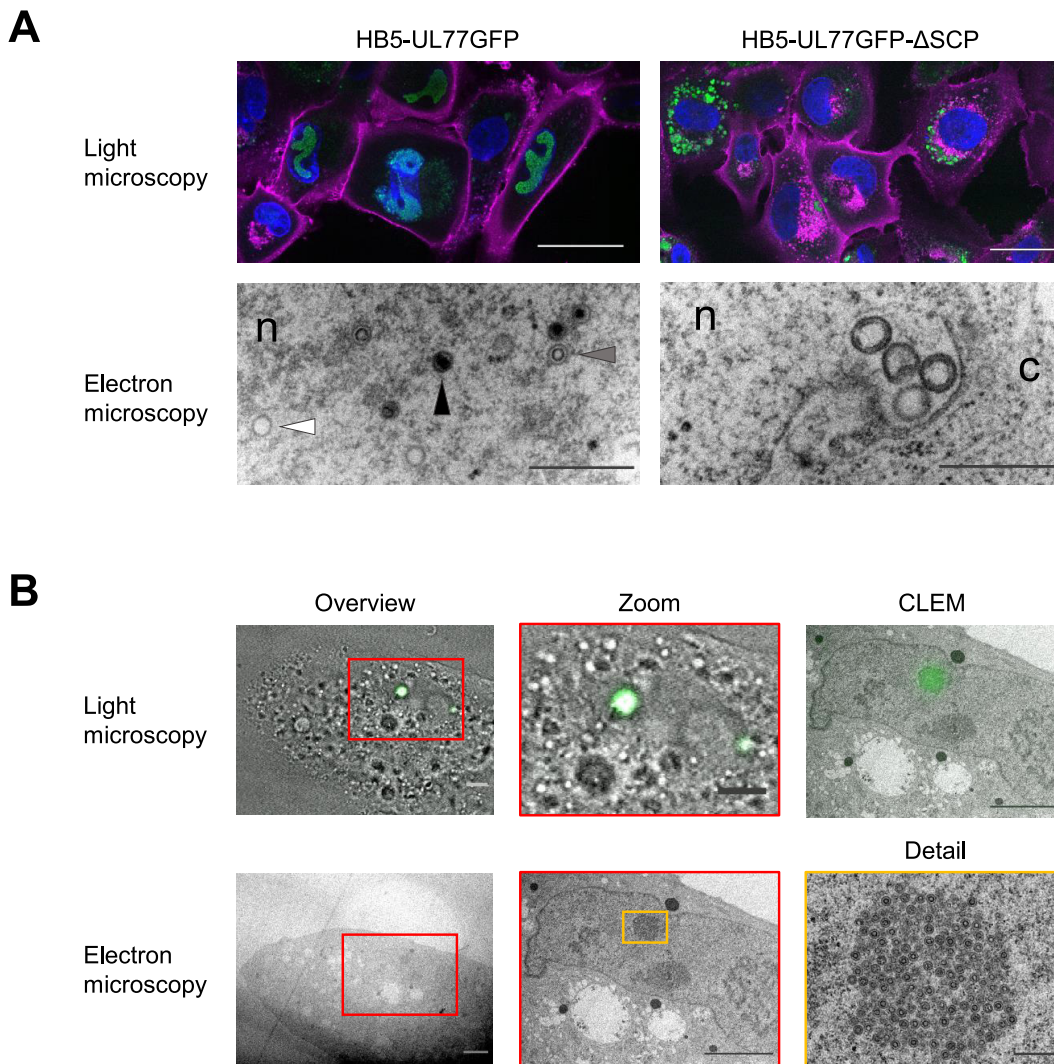 A
HB5-UL77GFP
HB5-UL77GFP-ΔSCP
Light
microscopy
Electron
microscopy
n
n
c
B
Overview
Zoom
CLEM
Light
microscopy
Detail
Electron
microscopy